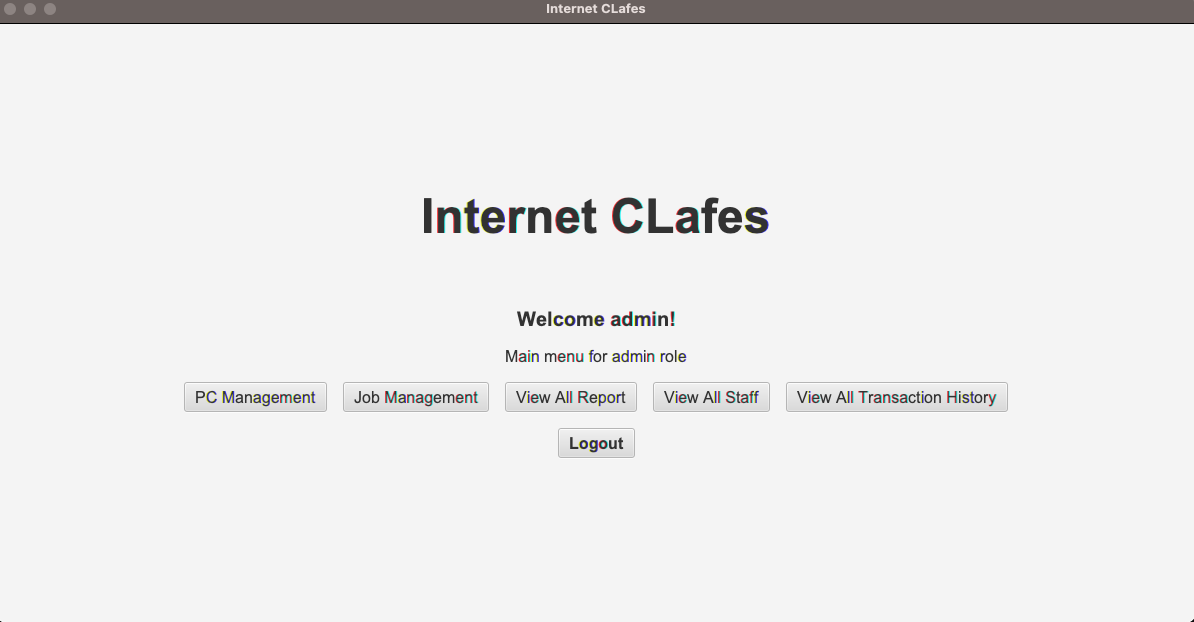 Internet CLafes
Internet CLafes
Welcome admin!
Main menu for admin role
PC Management Job Management View All Report View All Staff View All Transaction History
Logout